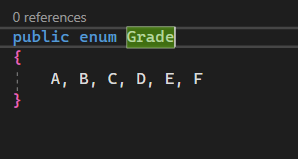 0 references
public enum Grade
{
A, B, C, D, E, F
}